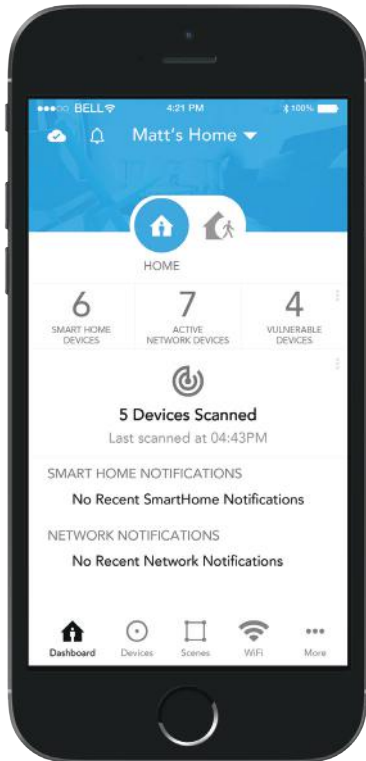 BELL 4:21 PM 100%
Matt's Home
HOME
6 7 4
SMART HOME DEVICES ACTIVE NETWORK DEVICES VULNERABLE DEVICES
5 Devices Scanned
Last scanned at 04:43PM
SMART HOME NOTIFICATIONS
No Recent SmartHome Notifications
NETWORK NOTIFICATIONS
No Recent Network Notifications
Dashboard Devices Scenes WiFi More